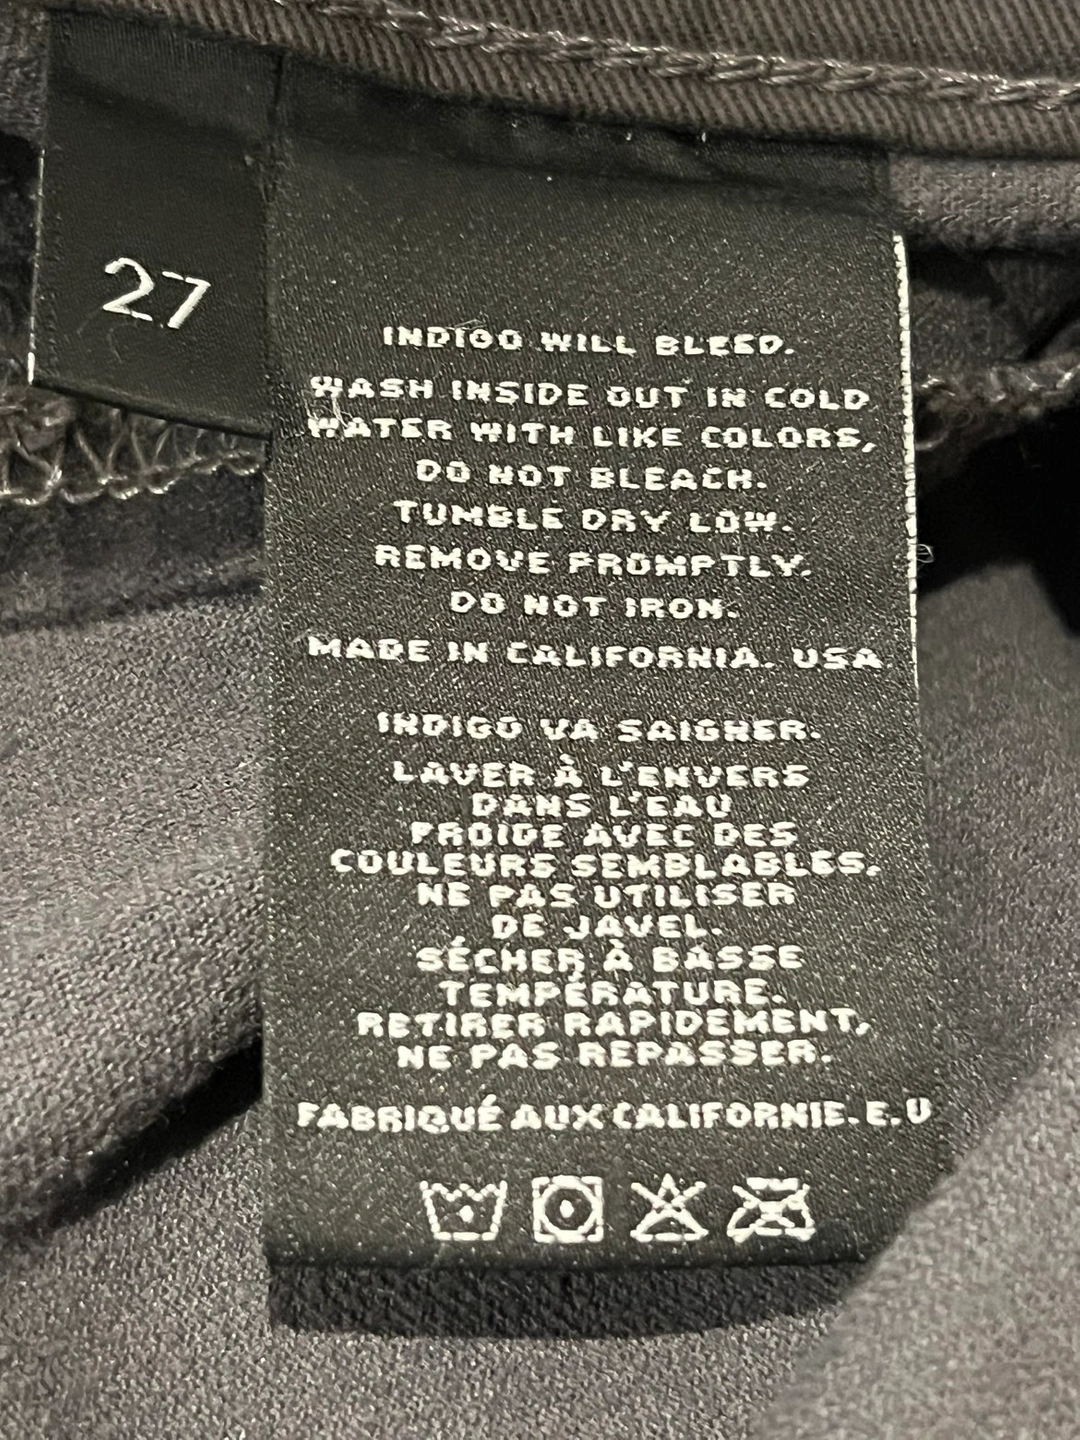 27
INDIGO WILL BLEED.
WASH INSIDE OUT IN COLD
WATER WITH LIKE COLORS,
DO NOT BLEACH.
TUMBLE DRY LOW.
REMOVE PROMPTLY.
DO NOT IRON.
MADE IN CALIFORNIA. USA
INDIGO VA SAIGNER.
LAVER À L'ENVERS
DANS L'EAU
FROIDE AVEC DES
COULEURS SEMBLABLES.
NE PAS UTILISER
DE JAVEL.
SÉCHER À BASSE
TEMPÉRATURE.
RETIRER RAPIDEMENT,
NE PAS REPASSER.
FABRIQUÉ AUX CALIFORNIE. E.U